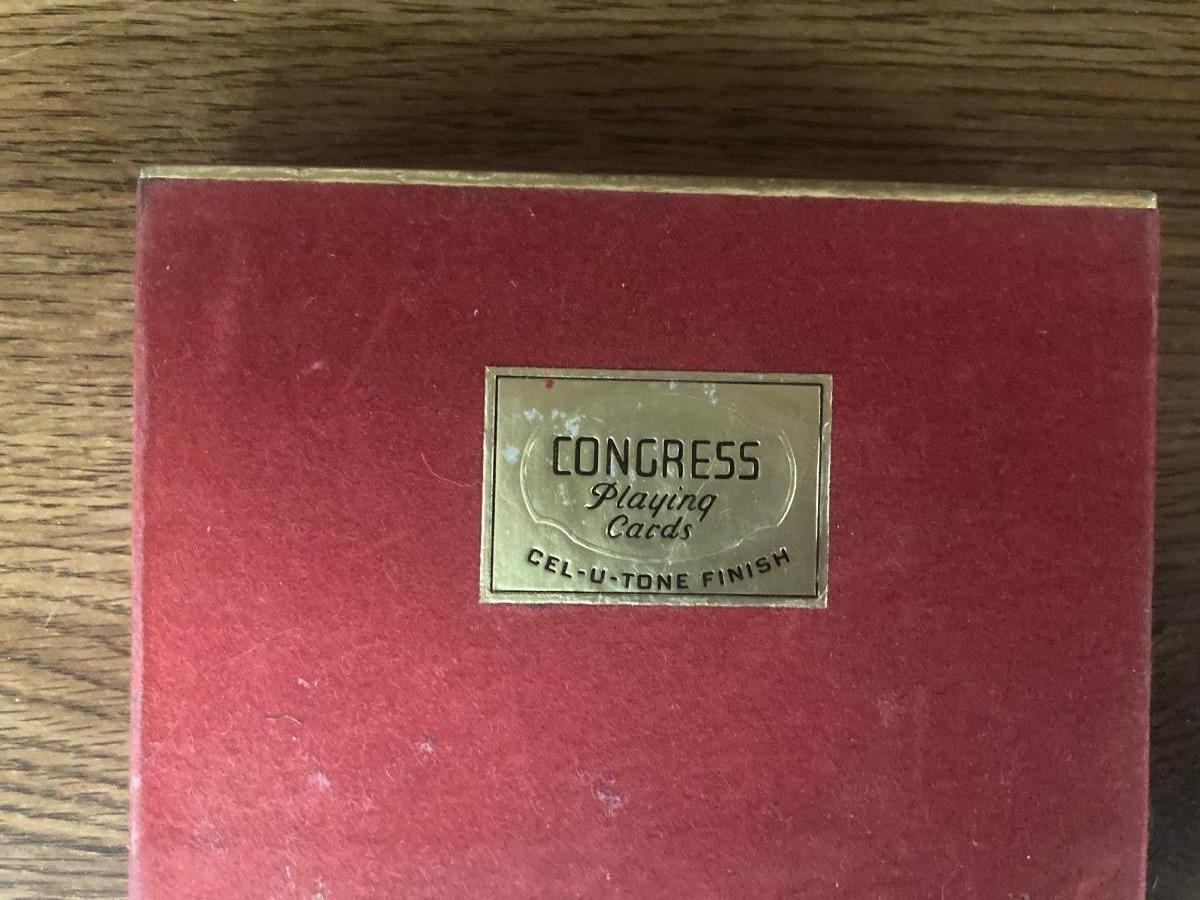 CONGRESS
Playing
Cards
CEL-U-TONE FINISH